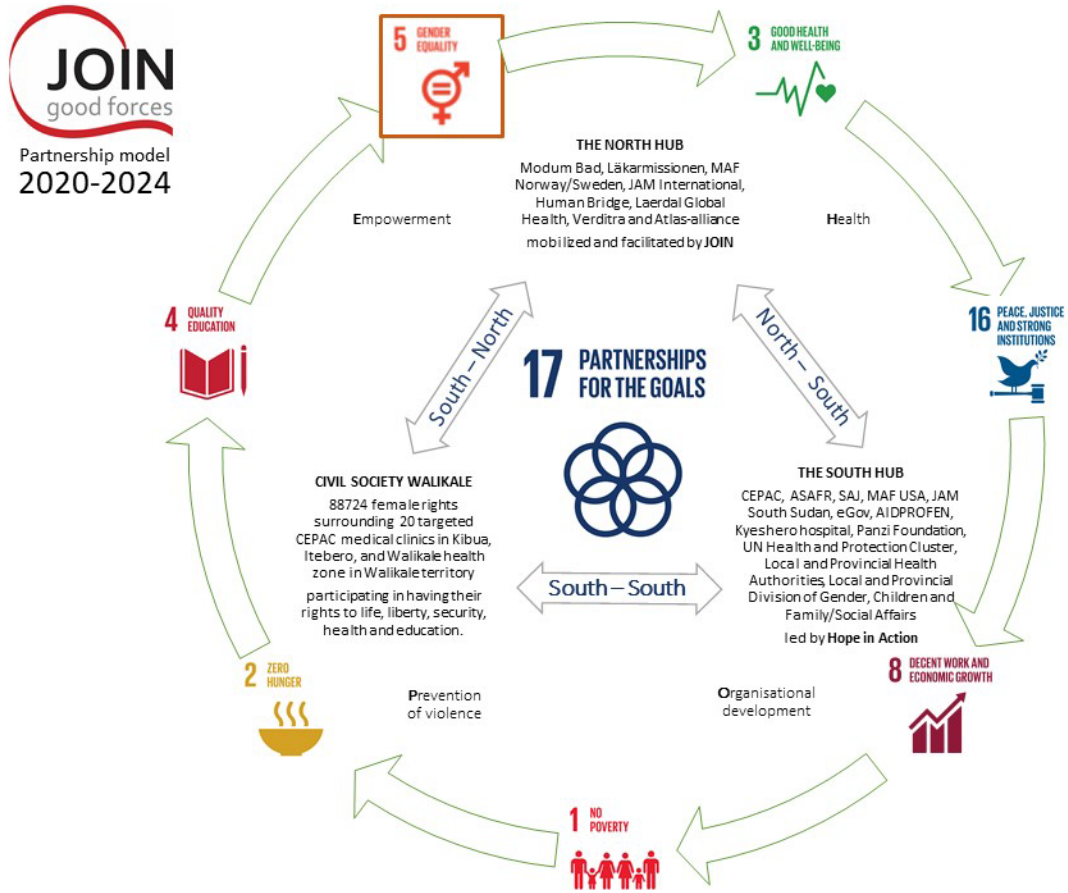 JOIN
good forces
Partnership model
2020-2024
5 GENDER
EQUALITY
3 GOOD HEALTH
AND WELL-BEING
THE NORTH HUB
Modum Bad, Läkarmissionen, MAF
Norway/Sweden, JAM International,
Human Bridge, Laerdal Global
Health, Verditra and Atlas-alliance
mobilized and facilitated by JOIN
Empowerment
Health
4 QUALITY
EDUCATION
16 PEACE, JUSTICE
AND STRONG
INSTITUTIONS
South – North
North – South
17 PARTNERSHIPS
FOR THE GOALS
CIVIL SOCIETY WALIKALE
88724 female rights
surrounding 20 targeted
CEPAC medical clinics in Kibua,
Itebero, and Walikale health
zone in Walikale territory
participating in having their
rights to life, liberty, security,
health and education.
THE SOUTH HUB
CEPAC, ASAFR, SAJ, MAF USA, JAM
South Sudan, eGov, AIDPROFEN,
Kyeshero hospital, Panzi Foundation,
UN Health and Protection Cluster,
Local and Provincial Health
Authorities, Local and Provincial
Division of Gender, Children and
Family/Social Affairs
led by Hope in Action
South – South
2 ZERO
HUNGER
8 DECENT WORK AND
ECONOMIC GROWTH
Prevention
of violence
Organisational
development
1 NO
POVERTY